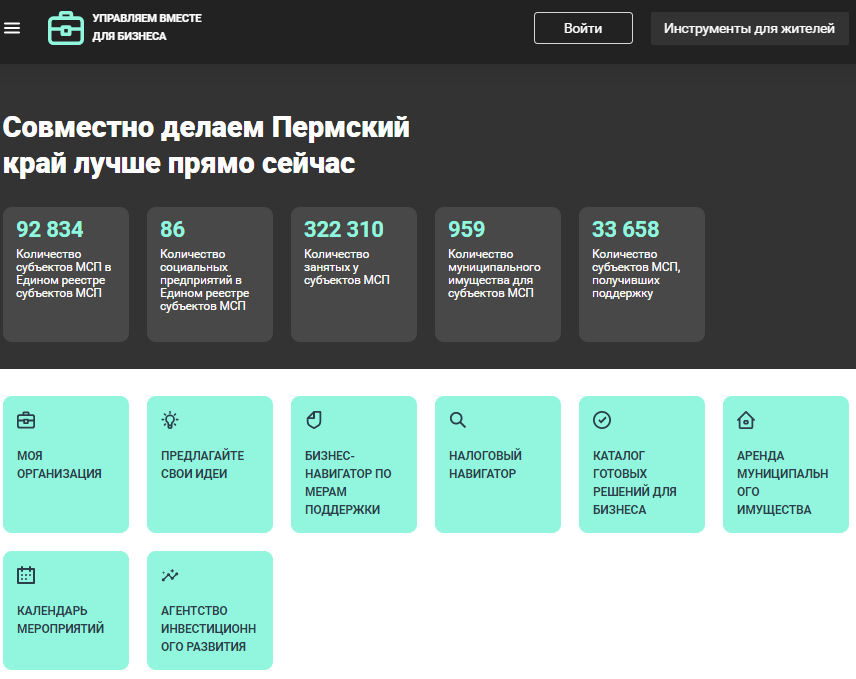 УПРАВЛЯЕМ ВМЕСТЕ
ДЛЯ БИЗНЕСА
Войти
Инструменты для жителей
Совместно делаем Пермский
край лучше прямо сейчас
92 834
Количество
субъектов МСП в
Едином реестре
субъектов МСП
86
Количество
социальных
предприятий в
Едином реестре
субъектов МСП
322 310
Количество
занятых у
субъектов МСП
959
Количество
муниципального
имущества для
субъектов МСП
33 658
Количество
субъектов МСП,
получивших
поддержку
МОЯ
ОРГАНИЗАЦИЯ
ПРЕДЛАГАЙТЕ
СВОИ ИДЕИ
БИЗНЕС-
НАВИГАТОР ПО
МЕРАМ
ПОДДЕРЖКИ
НАЛОГОВЫЙ
НАВИГАТОР
КАТАЛОГ
ГОТОВЫХ
РЕШЕНИЙ ДЛЯ
БИЗНЕСА
АРЕНДА
МУНИЦИПАЛЬН
ОГО
ИМУЩЕСТВА
КАЛЕНДАРЬ
МЕРОПРИЯТИЙ
АГЕНТСТВО
ИНВЕСТИЦИОНН
ОГО РАЗВИТИЯ